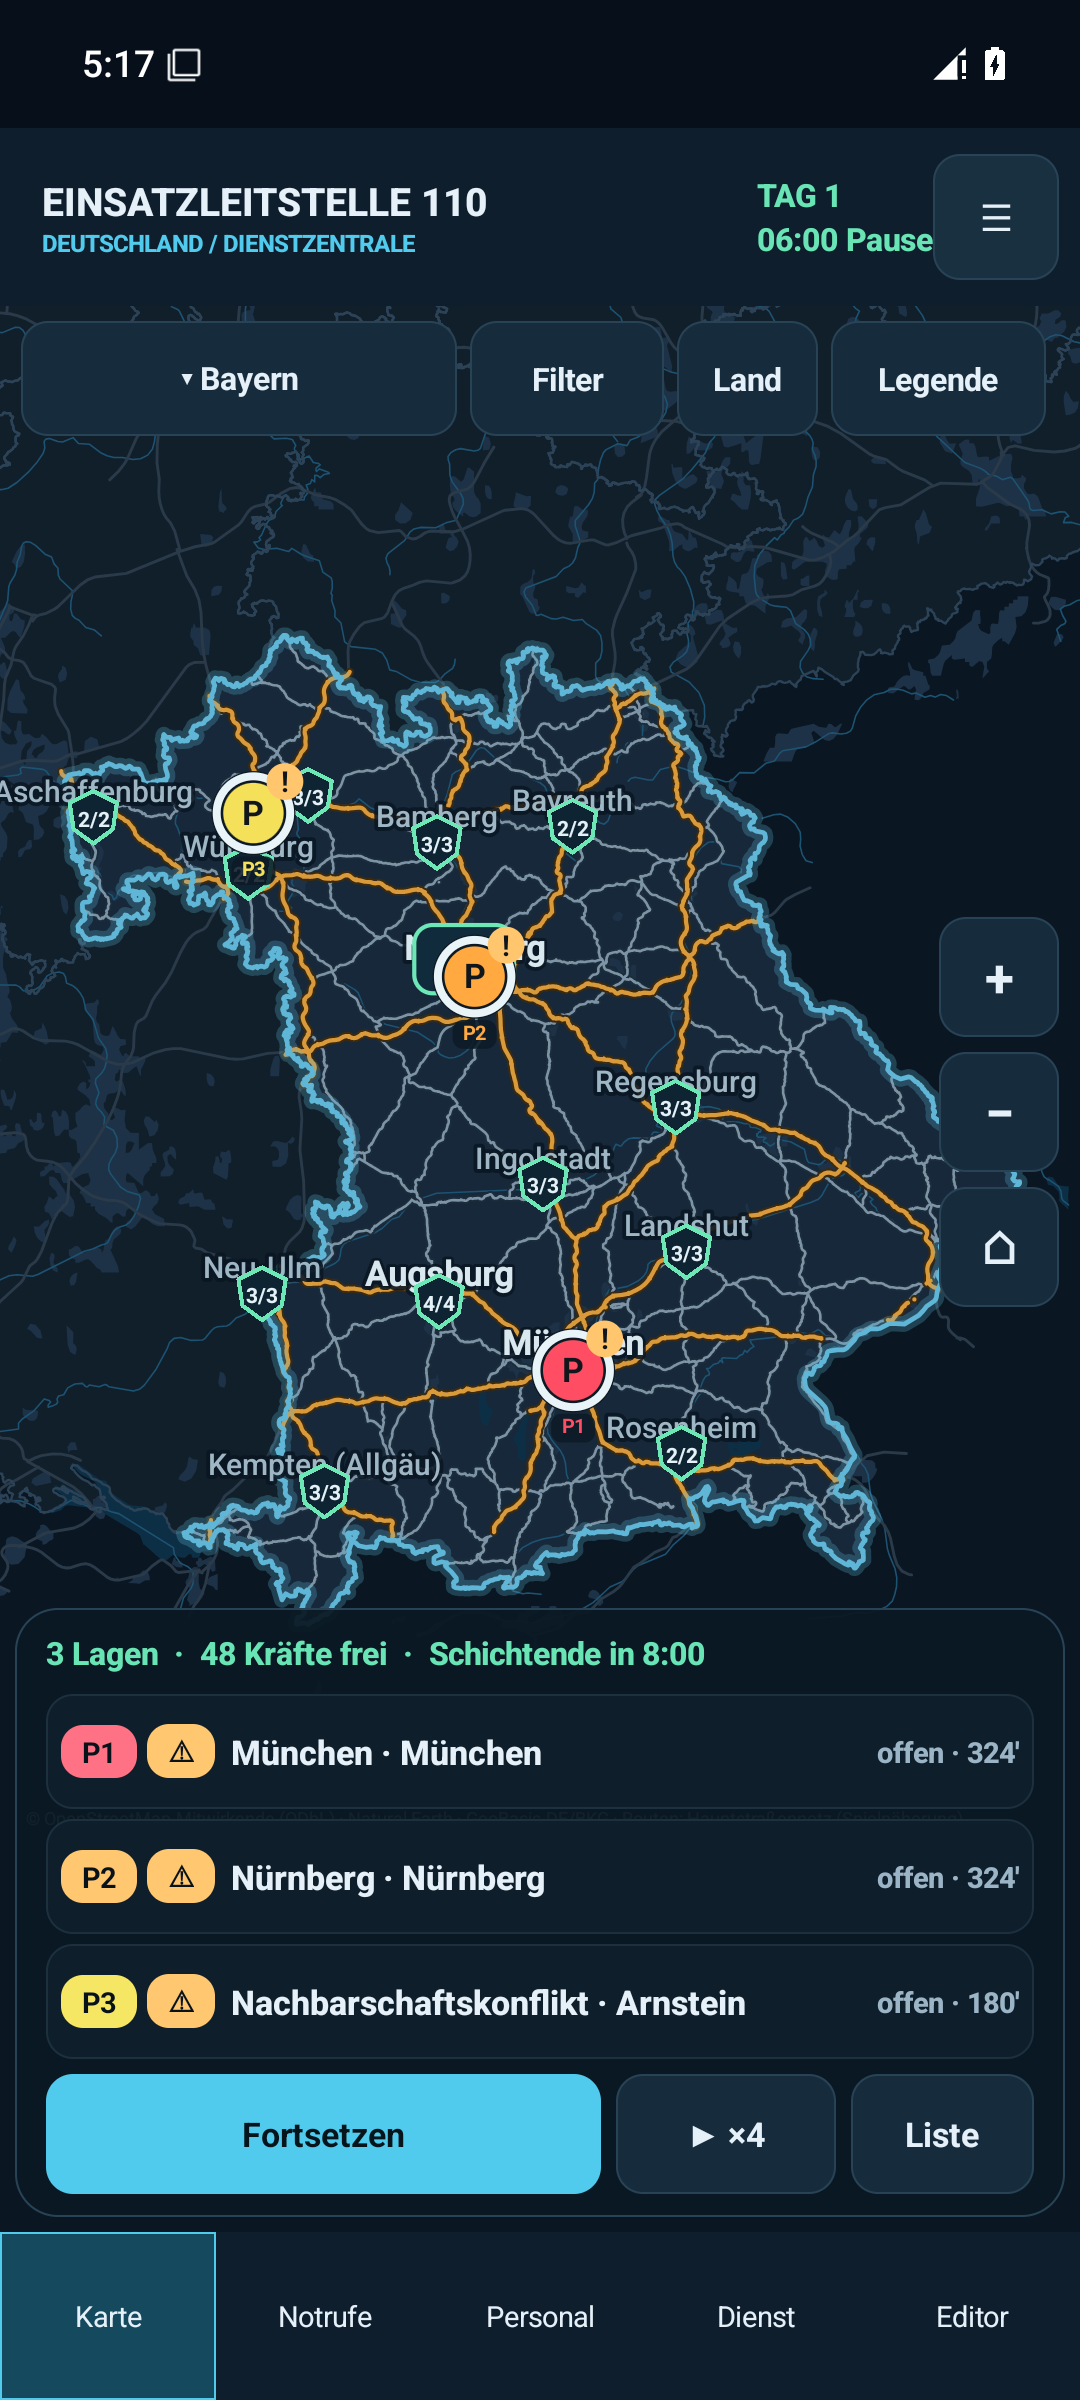 5:17
EINSATZLEITSTELLE 110
DEUTSCHLAND / DIENSTZENTRALE
TAG 1
06:00 Pause
☰
▾ Bayern
Filter
Land
Legende
Aschaffenburg
2/2
P
!
3/3
P3
Bamberg
3/3
Bayreuth
2/2
P
!
P2
Regensburg
3/3
Ingolstadt
3/3
Landshut
3/3
Neu-Ulm
3/3
Augsburg
4/4
P
!
P1
Rosenheim
2/2
Kempten (Allgäu)
3/3
+
−
3 Lagen · 48 Kräfte frei · Schichtende in 8:00
P1 ⚠ München · München offen · 324'
P2 ⚠ Nürnberg · Nürnberg offen · 324'
P3 ⚠ Nachbarschaftskonflikt · Arnstein offen · 180'
Fortsetzen
▶ ×4
Liste
Karte
Notrufe
Personal
Dienst
Editor